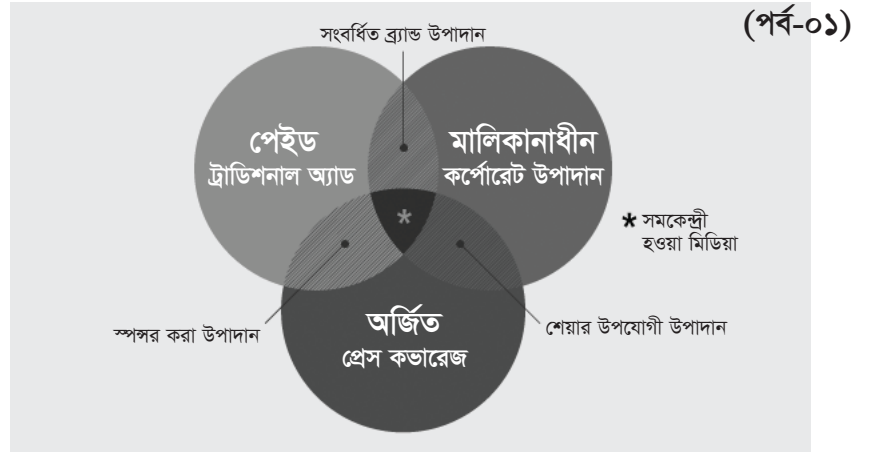 (পর্ব-০১)
সংবর্ধিত ব্র্যান্ড উপাদান
পেইড
ট্রাডিশনাল অ্যাড
মালিকানাধীন
কর্পোরেট উপাদান
*
* সমকেন্দ্রী
হওয়া মিডিয়া
স্পন্সর করা উপাদান
অর্জিত
প্রেস কভারেজ
শেয়ার উপযোগী উপাদান